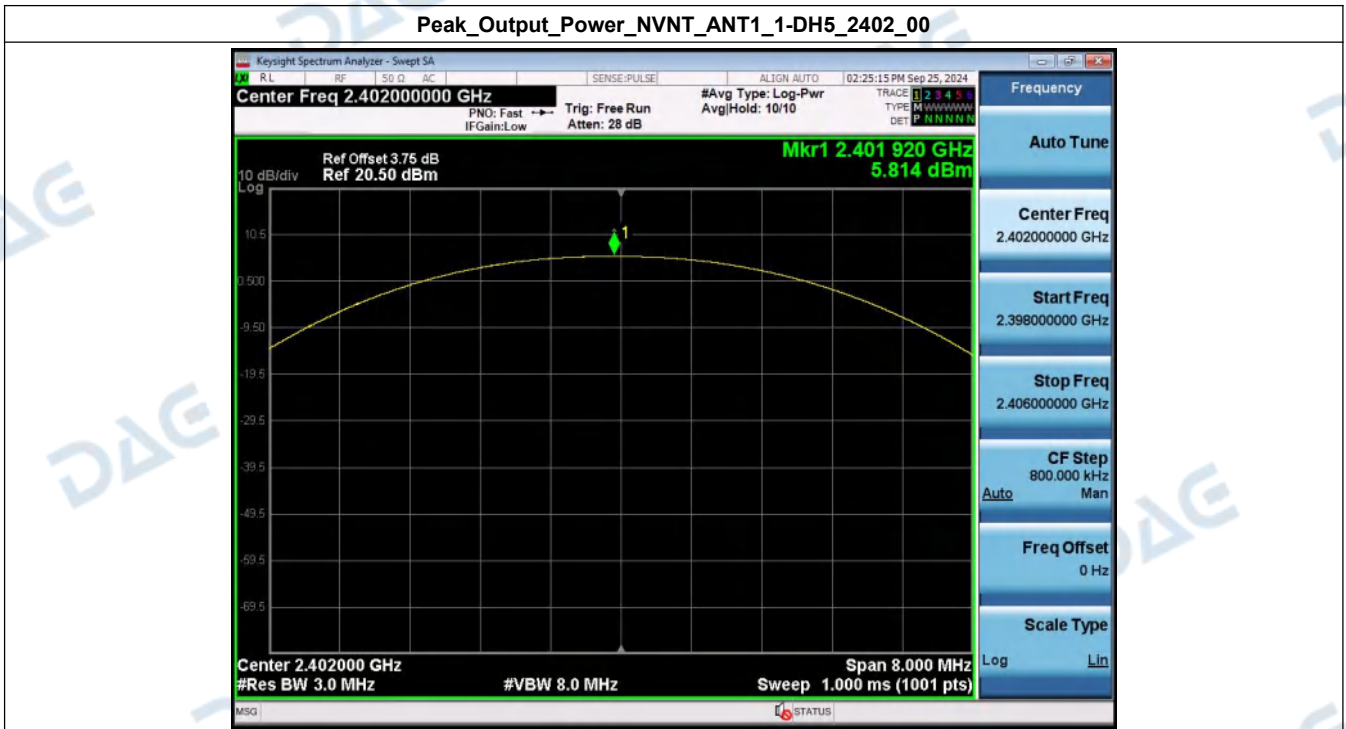 Peak_Output_Power_NVNT_ANT1_1-DH5_2402_00
Keysight Spectrum Analyzer - Swept SA
RL RF 50 Ω AC SENSE:PULSE ALIGN AUTO 02:25:15 PM Sep 25, 2024
Center Freq 2.402000000 GHz
PNO: Fast
IFGain:Low
Trig: Free Run
Atten: 28 dB
#Avg Type: Log-Pwr
Avg|Hold: 10/10
TRACE 1 2 3 4 5 6
TYPE M WWWWW
DET P N N N N N
Mkr1 2.401 920 GHz
5.814 dBm
Ref Offset 3.75 dB
10 dB/div Ref 20.50 dBm
Log
1
10.5
0.500
-9.50
-19.5
-29.5
-39.5
-49.5
-59.5
-69.5
Center 2.402000 GHz Span 8.000 MHz
#Res BW 3.0 MHz #VBW 8.0 MHz Sweep 1.000 ms (1001 pts)
MSG STATUS
Frequency
Auto Tune
Center Freq
2.402000000 GHz
Start Freq
2.398000000 GHz
Stop Freq
2.406000000 GHz
CF Step
800.000 kHz
Auto Man
Freq Offset
0 Hz
Scale Type
Log Lin
DAE
DAE
DAE